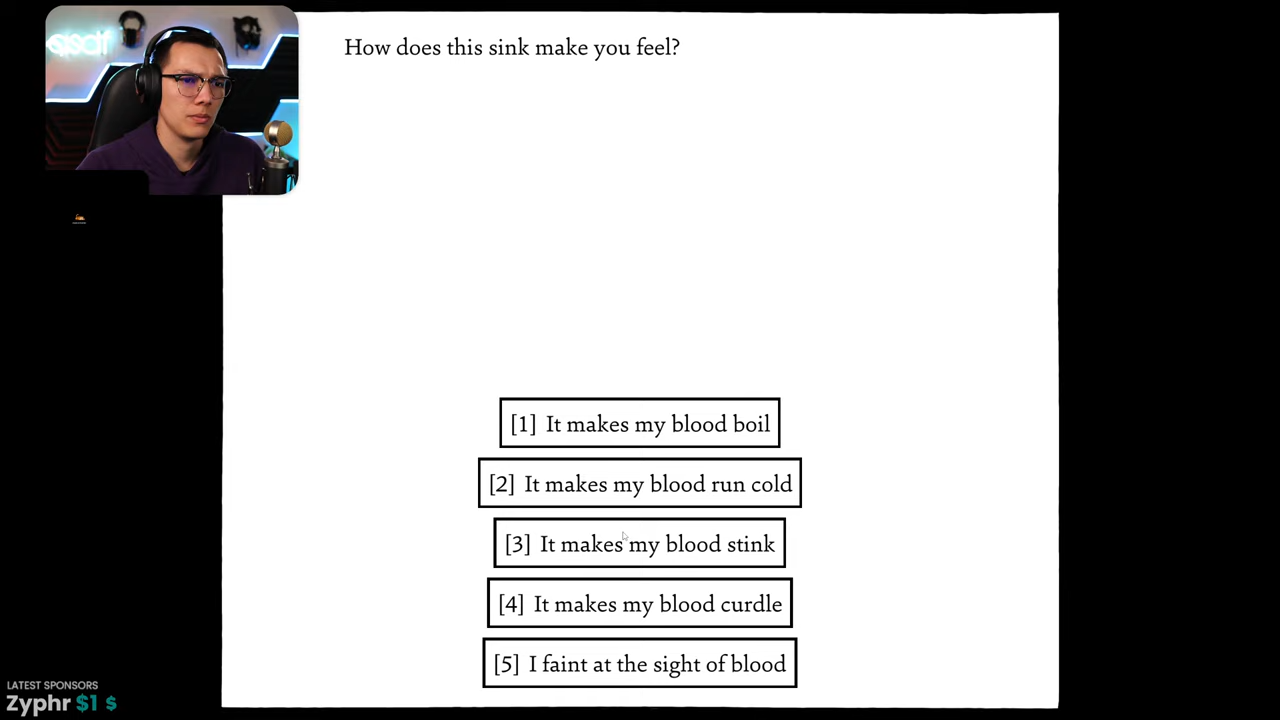 How does this sink make you feel?
[1] It makes my blood boil
[2] It makes my blood run cold
[3] It makes my blood stink
[4] It makes my blood curdle
[5] I faint at the sight of blood
LATEST SPONSORS
Zyphr $1 $